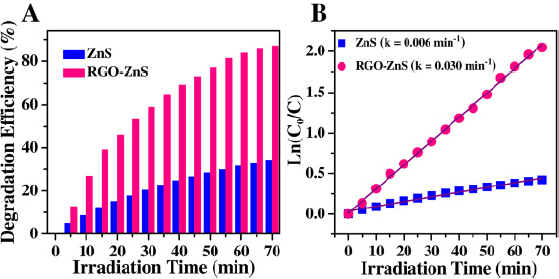 A
Degradation Efficiency (%)
80
60
40
20
0
ZnS
RGO-ZnS
0 10 20 30 40 50 60 70
Irradiation Time (min)
B
Ln(C₀/C)
2.0
1.5
1.0
0.5
0.0
ZnS (k = 0.006 min⁻¹)
RGO-ZnS (k = 0.030 min⁻¹)
0 10 20 30 40 50 60 70
Irradiation Time (min)